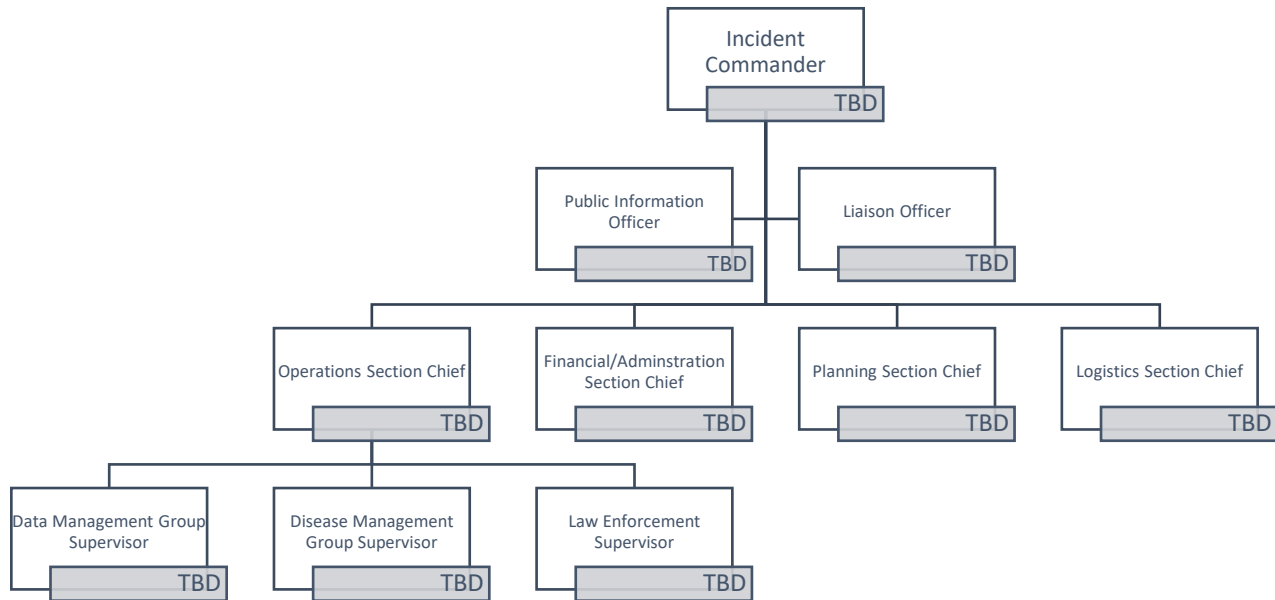 Incident
Commander
TBD
Public Information
Officer
TBD
Liaison Officer
TBD
Operations Section Chief
TBD
Financial/Adminstration
Section Chief
TBD
Planning Section Chief
TBD
Logistics Section Chief
TBD
Data Management Group
Supervisor
TBD
Disease Management
Group Supervisor
TBD
Law Enforcement
Supervisor
TBD